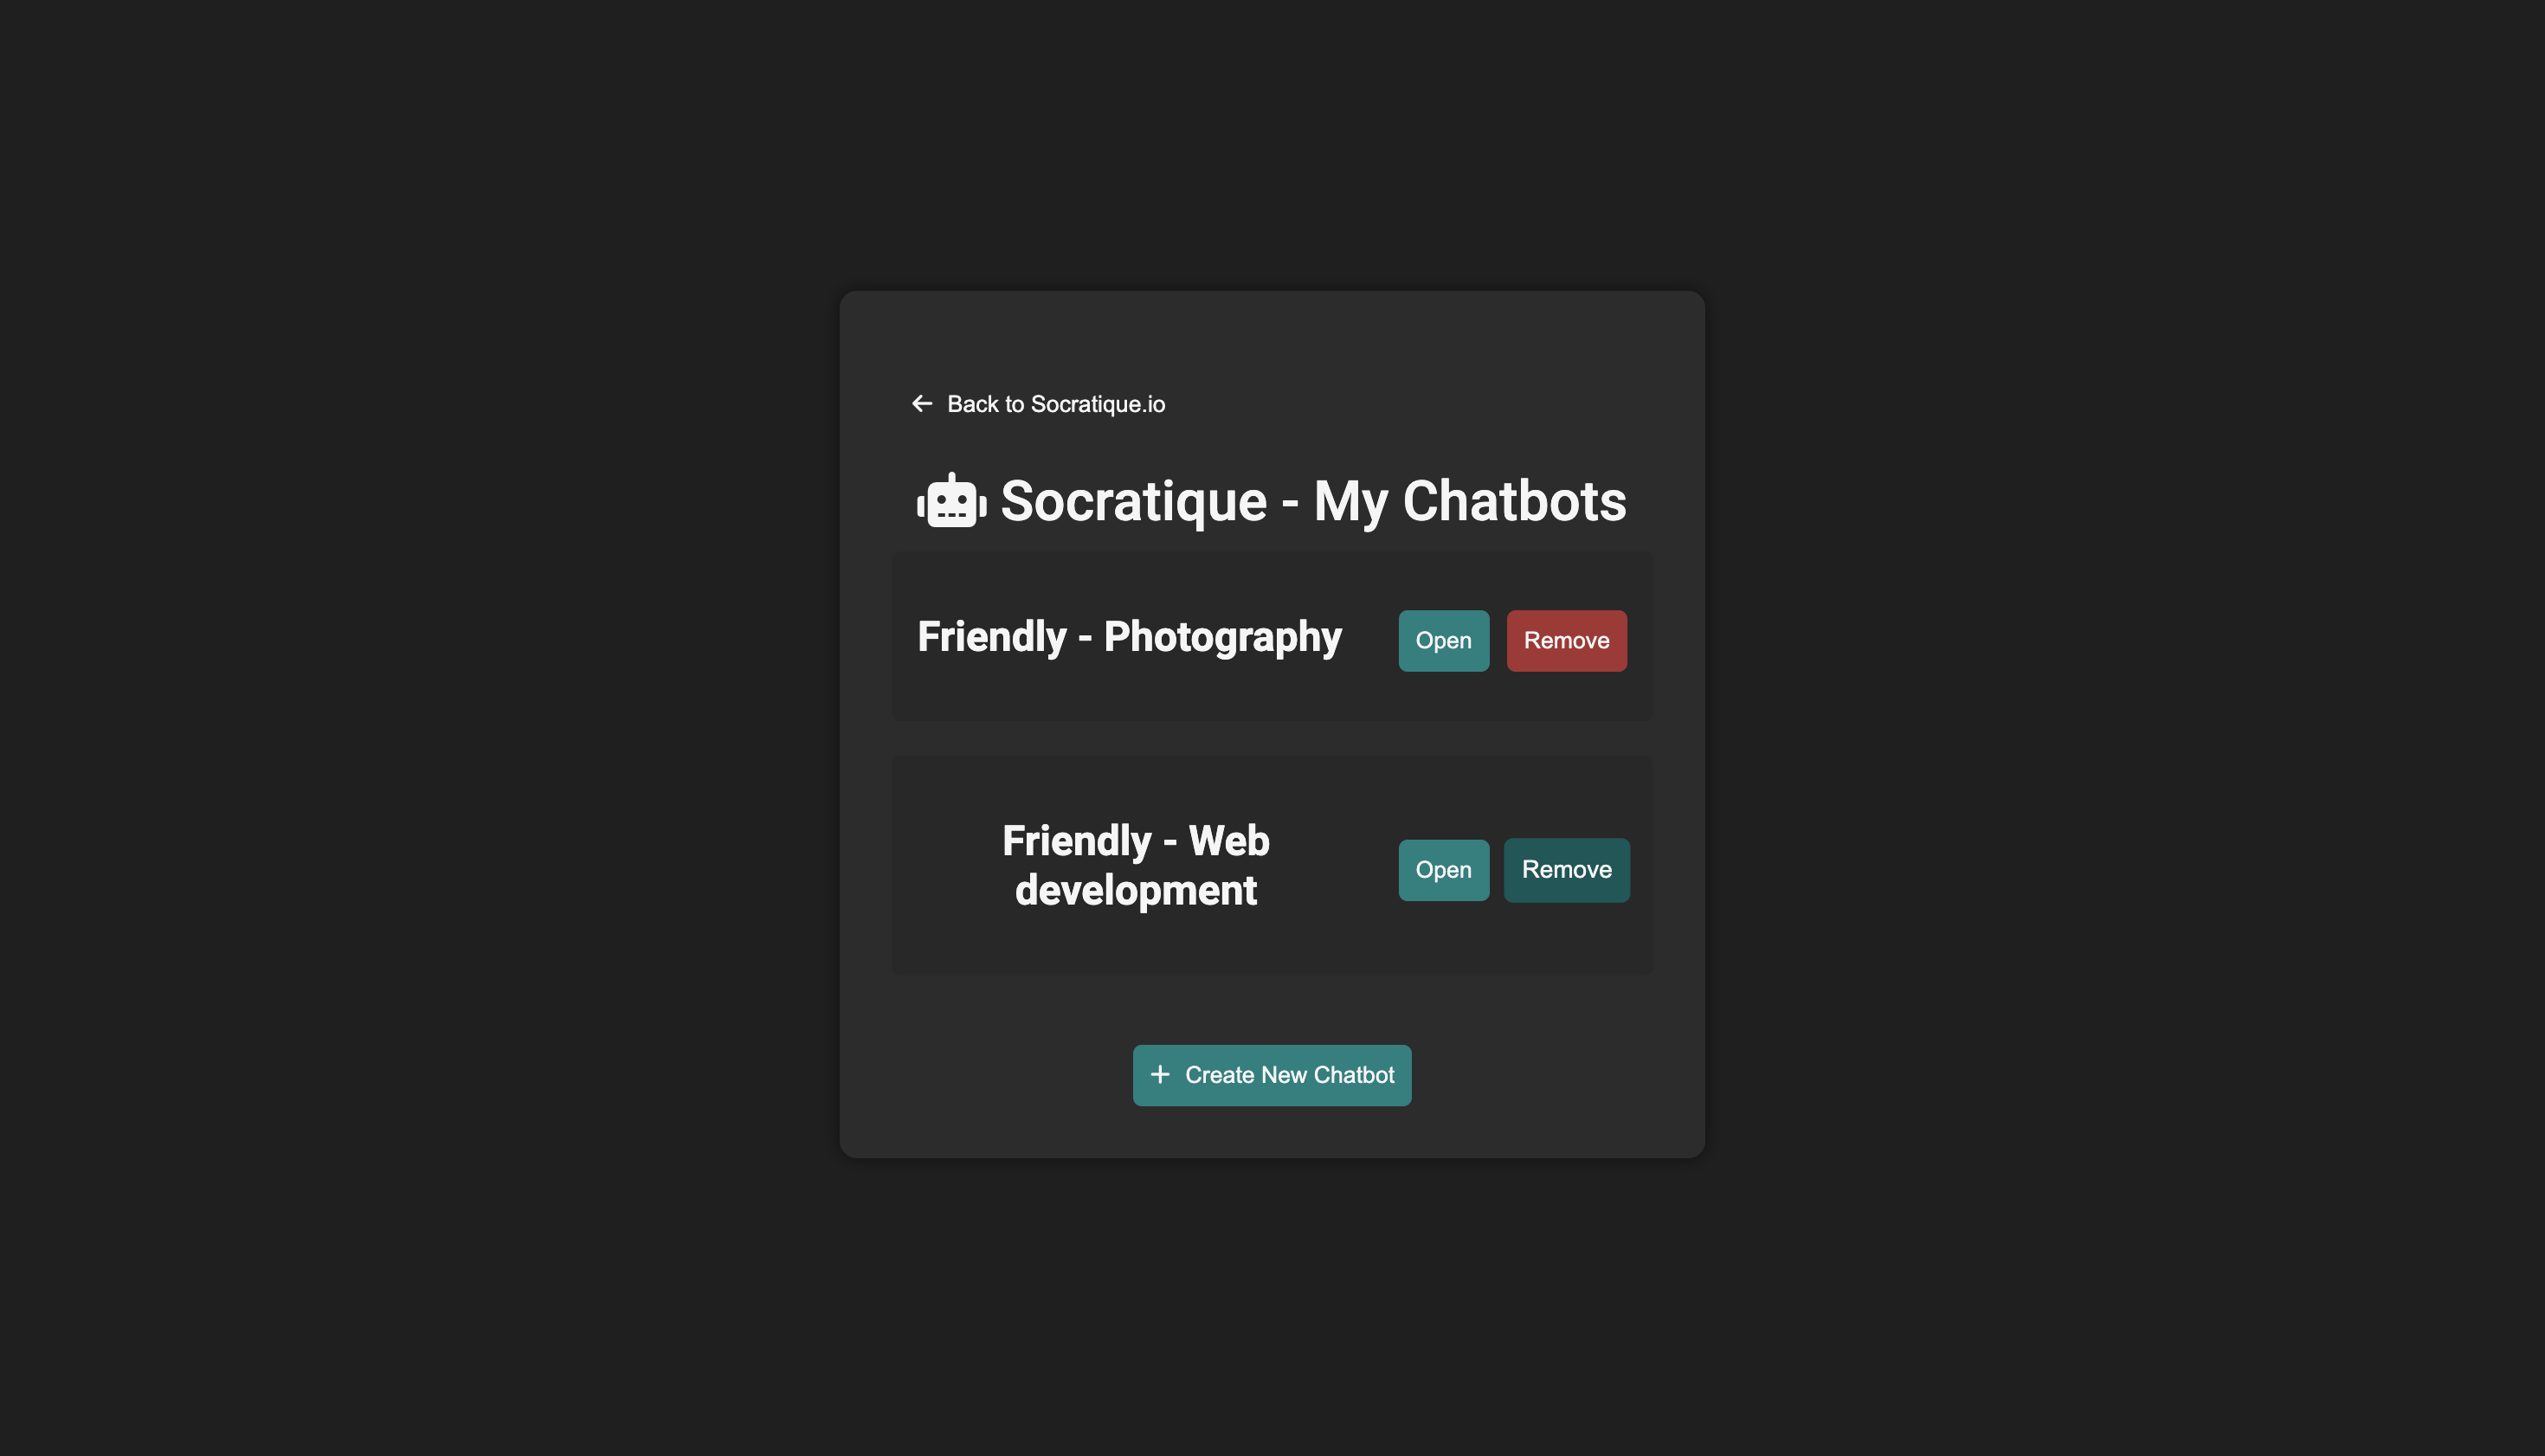 Back to Socratique.io
Socratique - My Chatbots
Friendly - Photography
Open
Remove
Friendly - Web
development
Open
Remove
Create New Chatbot